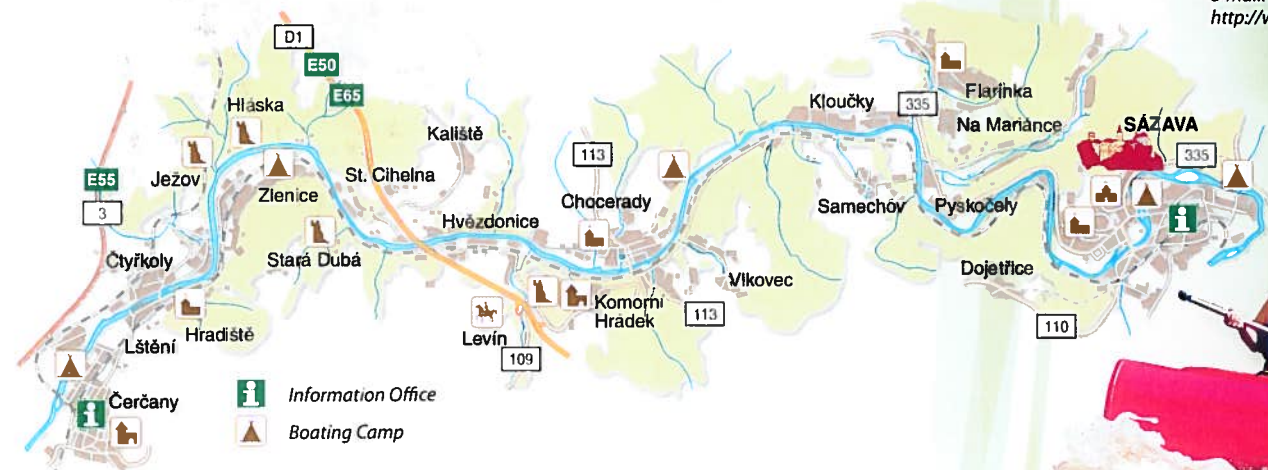 e-mail:
http://w
D1
E50
E65
Hláska
Kaliště
Kloučky
335
Flarinka
Na Mariánce
SÁZAVA
335
113
Ježov
E55
3
Zlenice
St. Cihelna
Chocerady
Samechóv
Pyskočely
Hvězdonice
Čtyřkoly
Stará Dubá
Dojetřice
Vlkovec
Komorní
Hrádek
113
110
Hradiště
Lštění
Levín
109
Čerčany
Information Office
Boating Camp